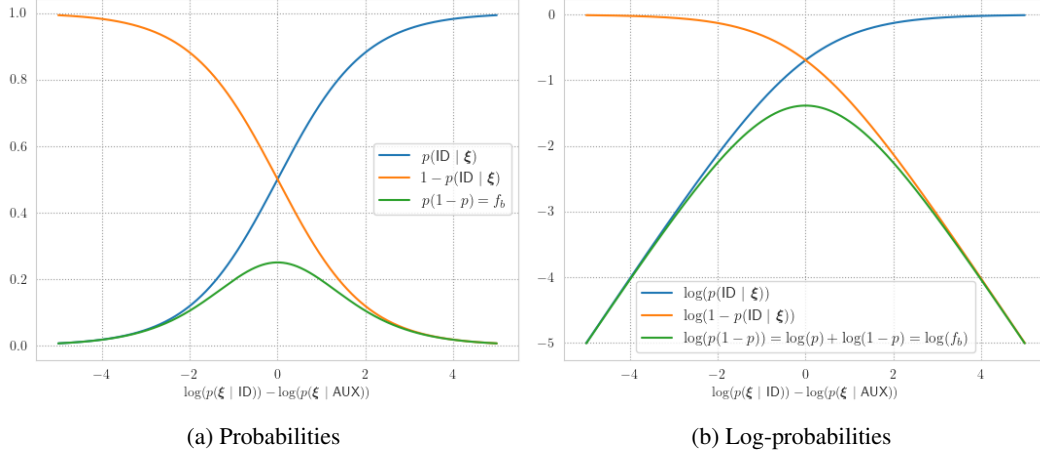 1.0
0.8
0.6
0.4
0.2
0.0
p(ID | ξ)
1 − p(ID | ξ)
p(1 − p) = f_b
−4
−2
0
2
4
log(p(ξ | ID)) − log(p(ξ | AUX))
(a) Probabilities
0
−1
−2
−3
−4
−5
log(p(ID | ξ))
log(1 − p(ID | ξ))
log(p(1 − p)) = log(p) + log(1 − p) = log(f_b)
−4
−2
0
2
4
log(p(ξ | ID)) − log(p(ξ | AUX))
(b) Log-probabilities